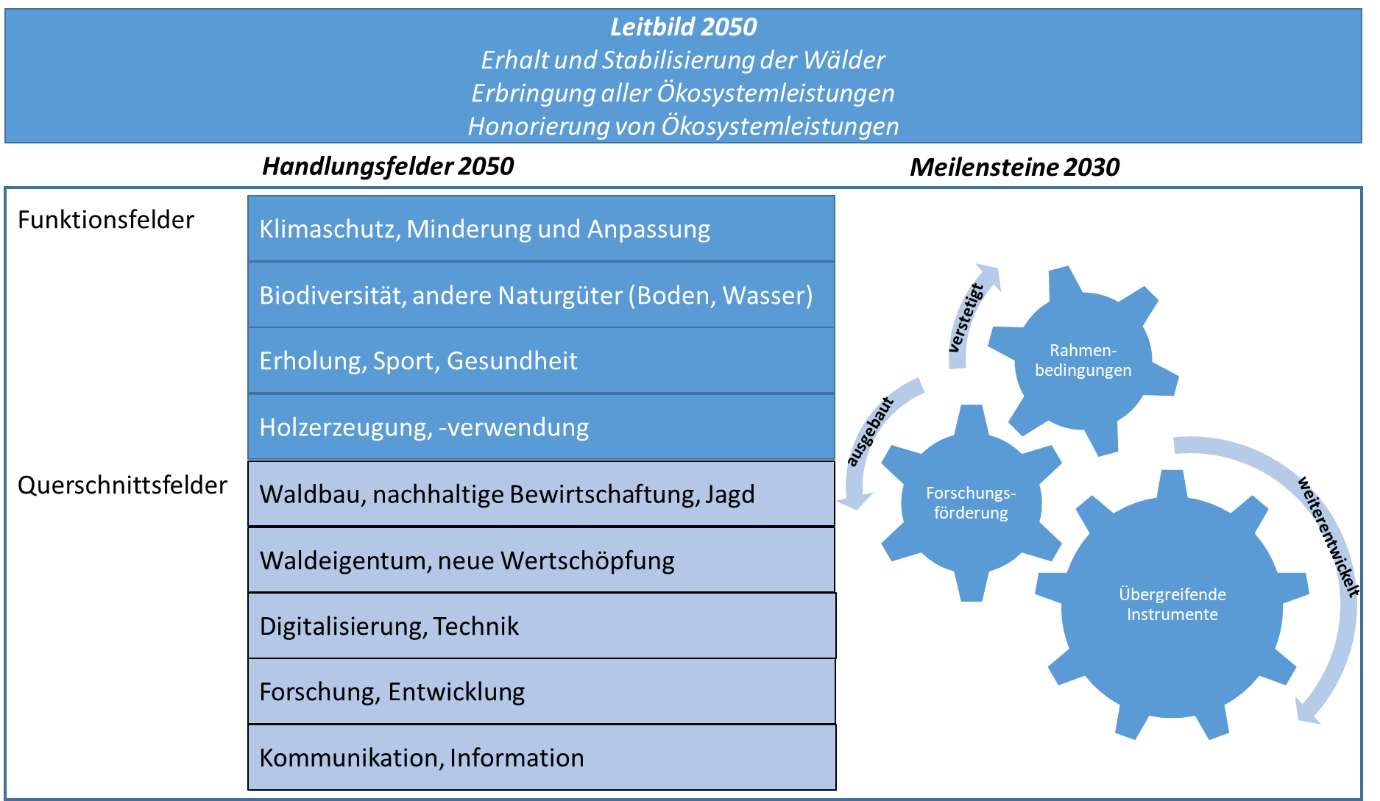 Leitbild 2050
Erhalt und Stabilisierung der Wälder
Erbringung aller Ökosystemleistungen
Honorierung von Ökosystemleistungen
Handlungsfelder 2050
Meilensteine 2030
Funktionsfelder
Klimaschutz, Minderung und Anpassung
Biodiversität, andere Naturgüter (Boden, Wasser)
Erholung, Sport, Gesundheit
Holzerzeugung, -verwendung
Querschnittsfelder
Waldbau, nachhaltige Bewirtschaftung, Jagd
Waldeigentum, neue Wertschöpfung
Digitalisierung, Technik
Forschung, Entwicklung
Kommunikation, Information
verstetigt
Rahmen-
bedingungen
ausgebaut
Forschungs-
förderung
weiterentwickelt
Übergreifende
Instrumente